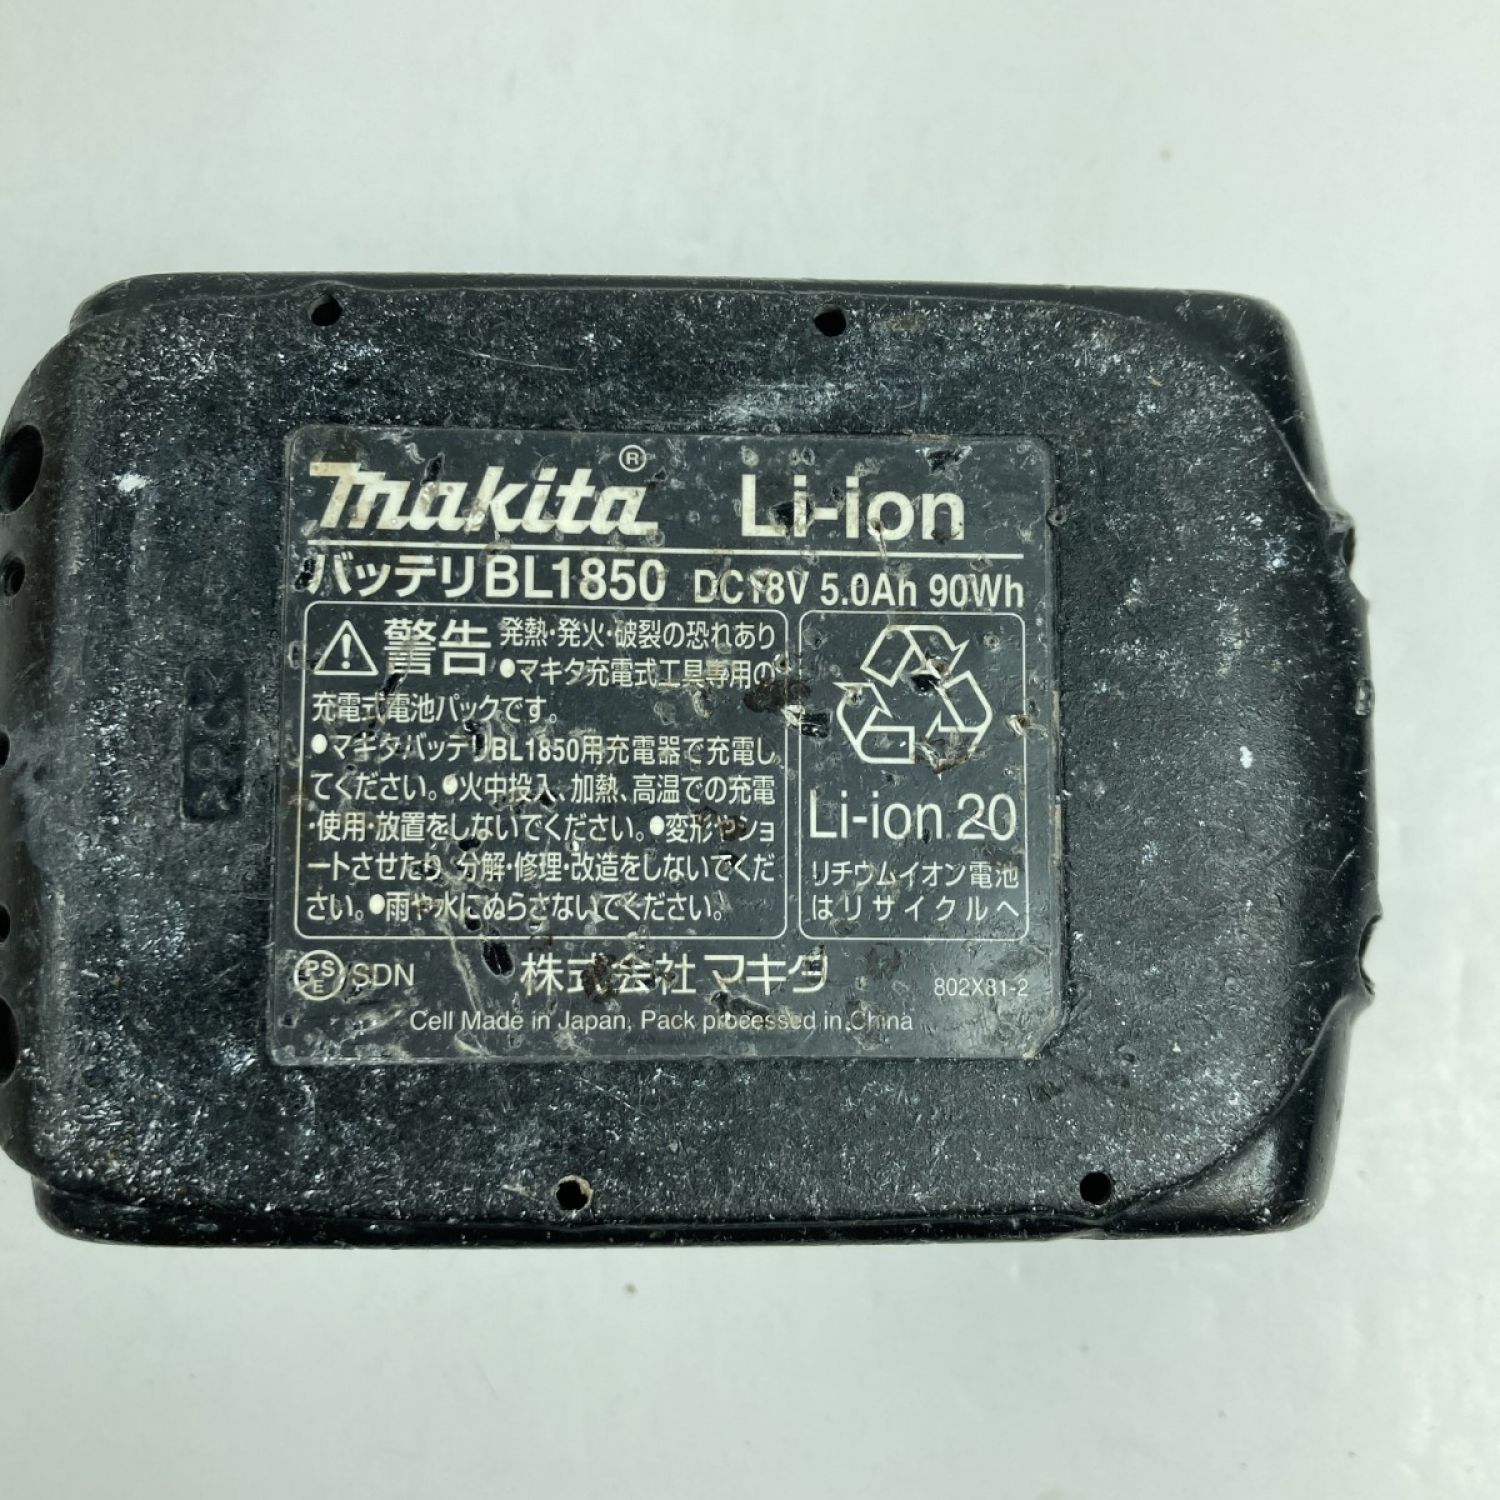 makita® Li-ion
バッテリBL1850 DC18V 5.0Ah 90Wh
警告 発熱・発火・破裂の恐れあり
●マキタ充電式工具専用の
充電式電池パックです。
●マキタバッテリBL1850用充電器で充電し
てください。●火中投入、加熱、高温での充電
・使用・放置をしないでください。●変形やショ
ートさせたり、分解・修理・改造をしないでくだ
さい。●雨や水にぬらさないでください。
Li-ion 20
リチウムイオン電池
はリサイクルへ
PSE/SDN 株式会社マキタ 802X81-2
Cell Made in Japan, Pack processed in China